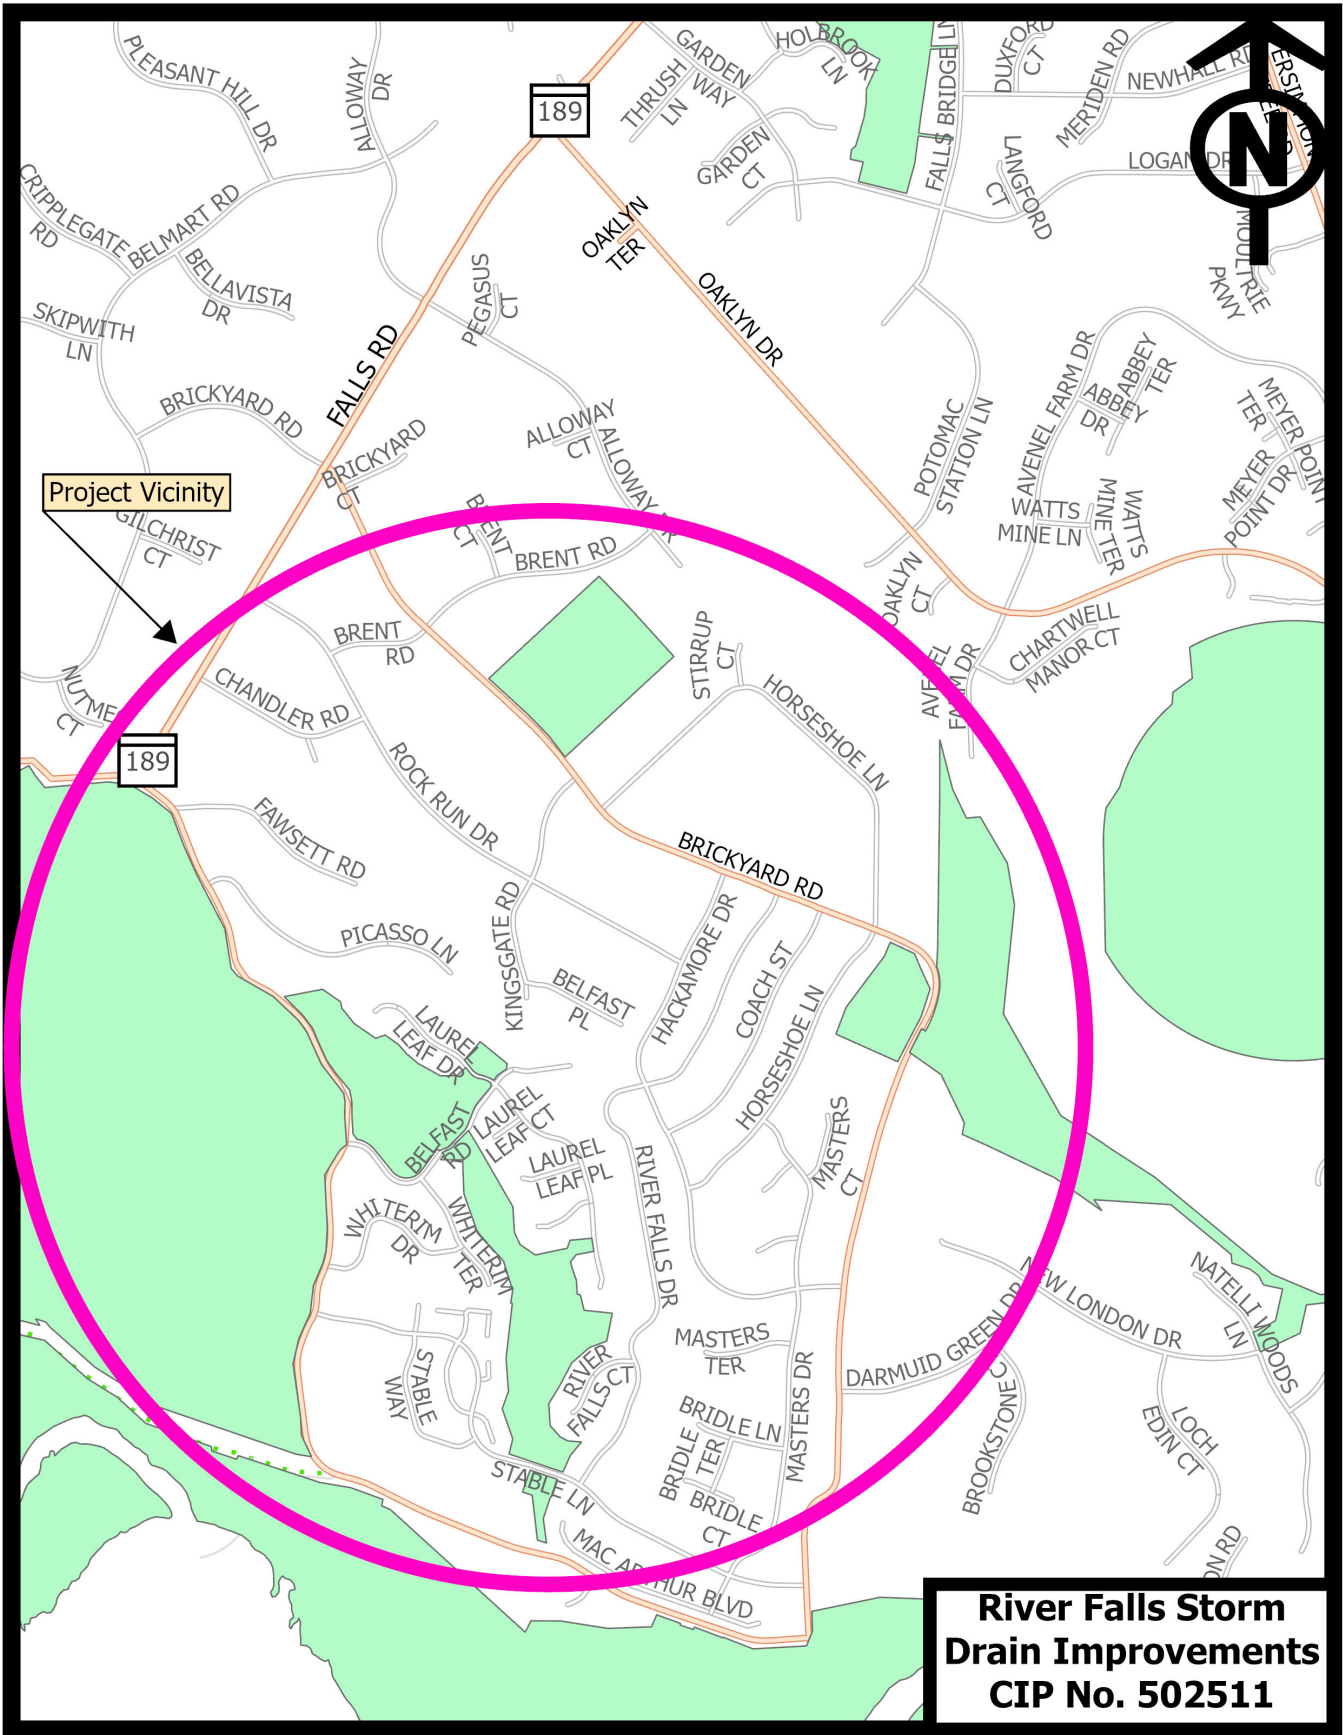 PLEASANT HILL DR
ALLOWAY
DR
189
GARDEN
WAY
THRUSH
LN
HOLBROOK
LN
GARDEN
CT
FALLS BRIDGE LN
DUXFORD
CT
MERIDEN RD
NEWHALL RD
LANGFORD
CT
LOGAN DR
N
MOULTRIE
PKWY
CRIPPLEGATE
RD
BELMART RD
BELLAVISTA
DR
SKIPWITH
LN
BRICKYARD RD
FALLS RD
PEGASUS
CT
OAKLYN
TER
OAKLYN DR
BRICKYARD
CT
ALLOWAY
CT
ALLOWAY DR
POTOMAC
STATION LN
AVENEL FARM DR
ABBEY
TER
ABBEY
DR
MEYER POINT
TER
MEYER
POINT DR
WATTS
MINE LN
WATTS
MINE TER
Project Vicinity
GILCHRIST
CT
BRENT
CT
BRENT RD
BRENT
RD
OAKLYN
CT
CHARTWELL
MANOR CT
AVENEL
FARM DR
STIRRUP
CT
HORSESHOE LN
NUTMEG
CT
CHANDLER RD
189
ROCK RUN DR
FAWSETT RD
BRICKYARD RD
PICASSO LN
KINGSGATE RD
BELFAST
PL
HACKAMORE DR
COACH ST
HORSESHOE LN
LAUREL
LEAF DR
LAUREL
LEAF CT
BELFAST
RD
LAUREL
LEAF PL
MASTERS
CT
RIVER FALLS DR
WHITERIM
DR
WHITERIM
TER
NEW LONDON DR
NATELLI WOODS
LN
DARMUID GREEN DR
MASTERS
TER
MASTERS DR
RIVER
FALLS CT
STABLE
WAY
BRIDLE LN
BRIDLE
TER
BRIDLE
CT
BROOKSTONE C
LOCH
EDIN CT
STABLE LN
MAC ARTHUR BLVD
ON RD
River Falls Storm
Drain Improvements
CIP No. 502511